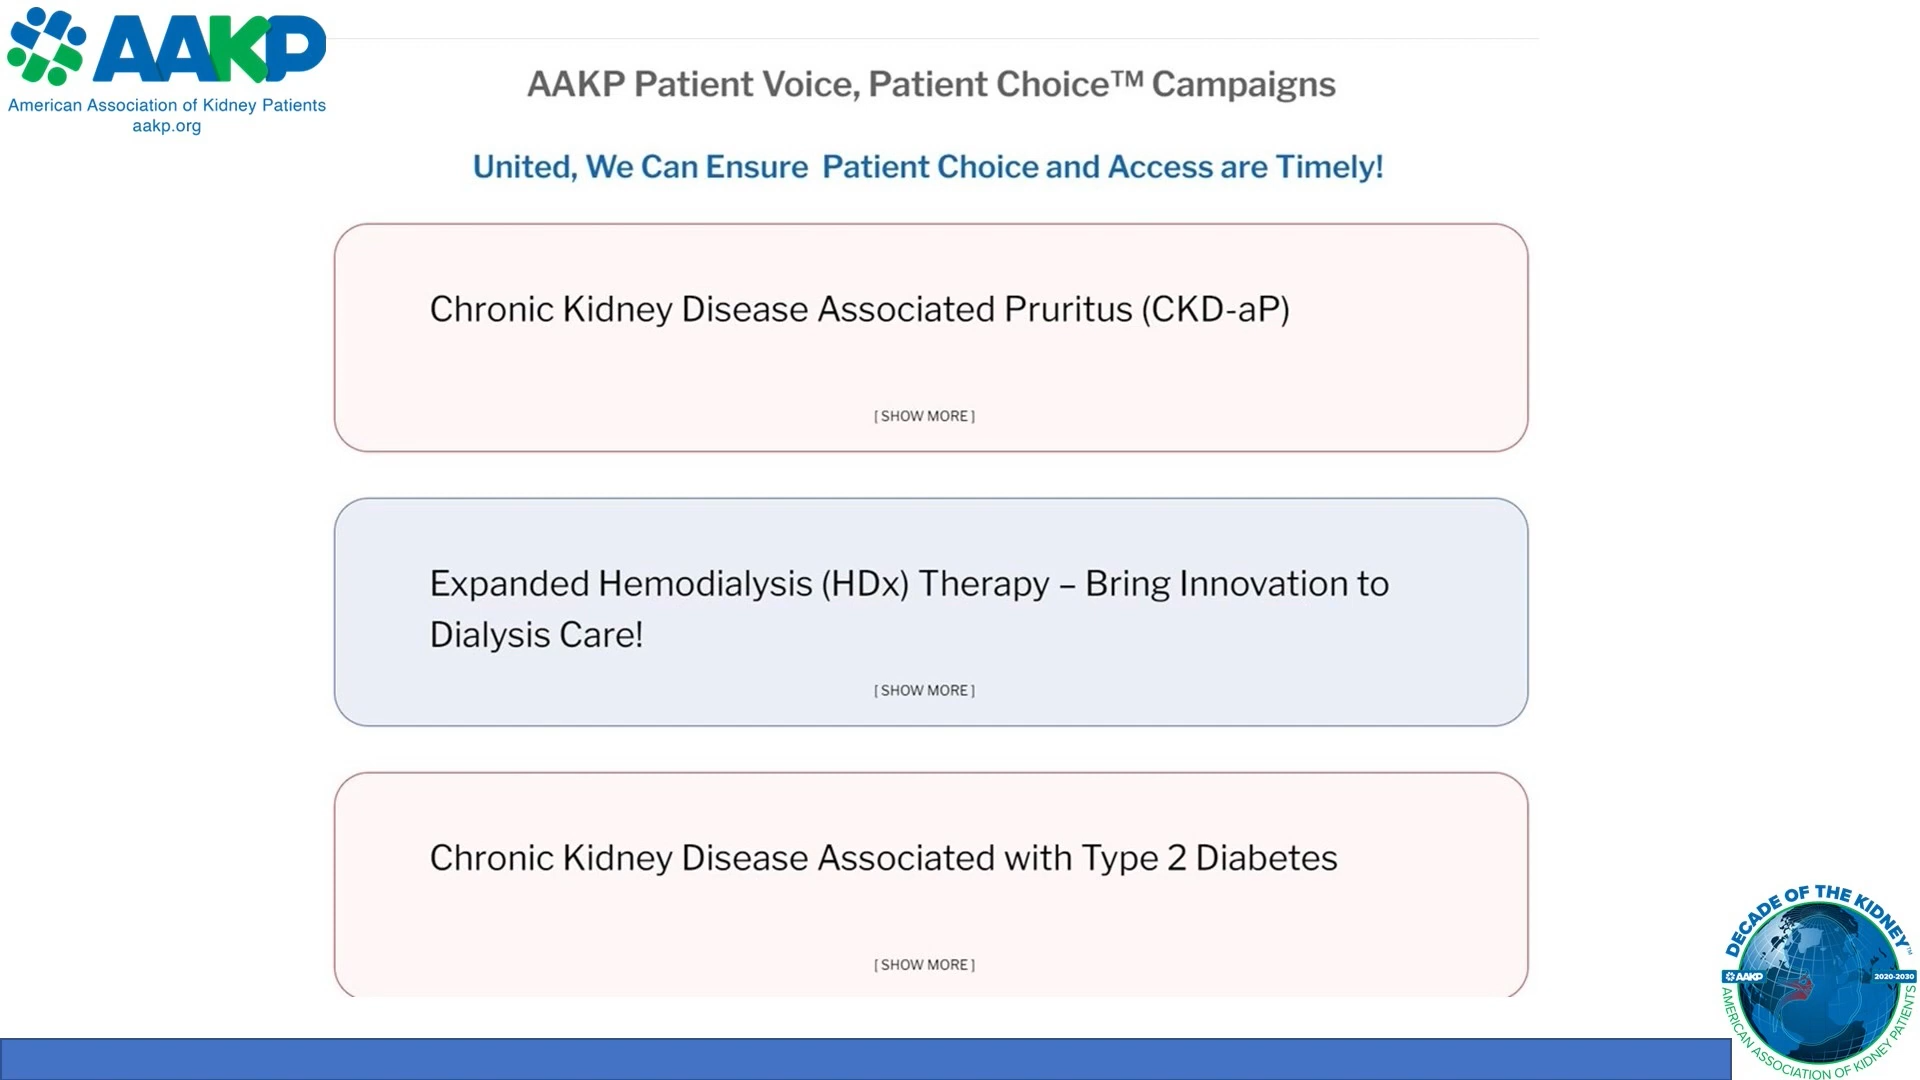 AAKP
American Association of Kidney Patients
aakp.org
AAKP Patient Voice, Patient Choice™ Campaigns
United, We Can Ensure Patient Choice and Access are Timely!
Chronic Kidney Disease Associated Pruritus (CKD-aP)
[ SHOW MORE ]
Expanded Hemodialysis (HDx) Therapy – Bring Innovation to
Dialysis Care!
[ SHOW MORE ]
Chronic Kidney Disease Associated with Type 2 Diabetes
[ SHOW MORE ]
DECADE OF THE KIDNEY™
AAKP
2020-2030
AMERICAN ASSOCIATION OF KIDNEY PATIENTS